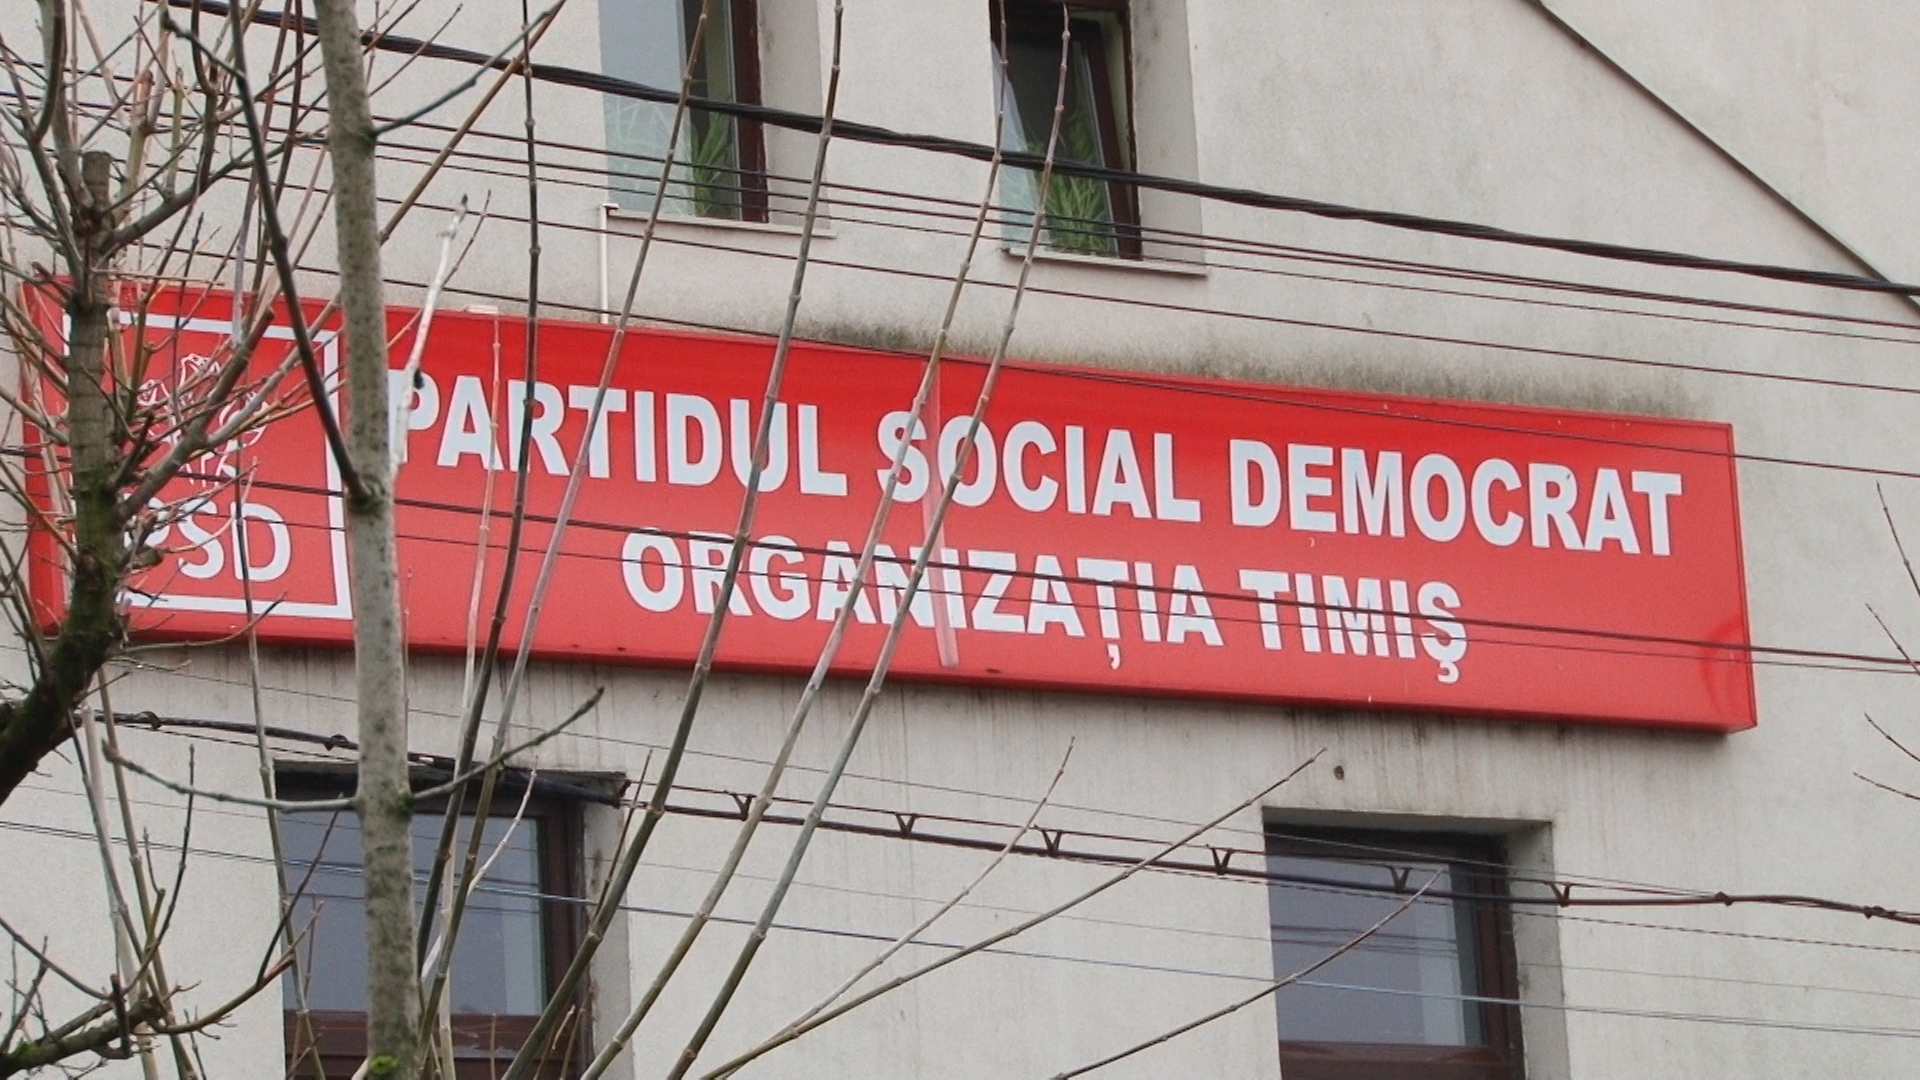 PSD
PARTIDUL SOCIAL DEMOCRAT
ORGANIZAȚIA TIMIȘ